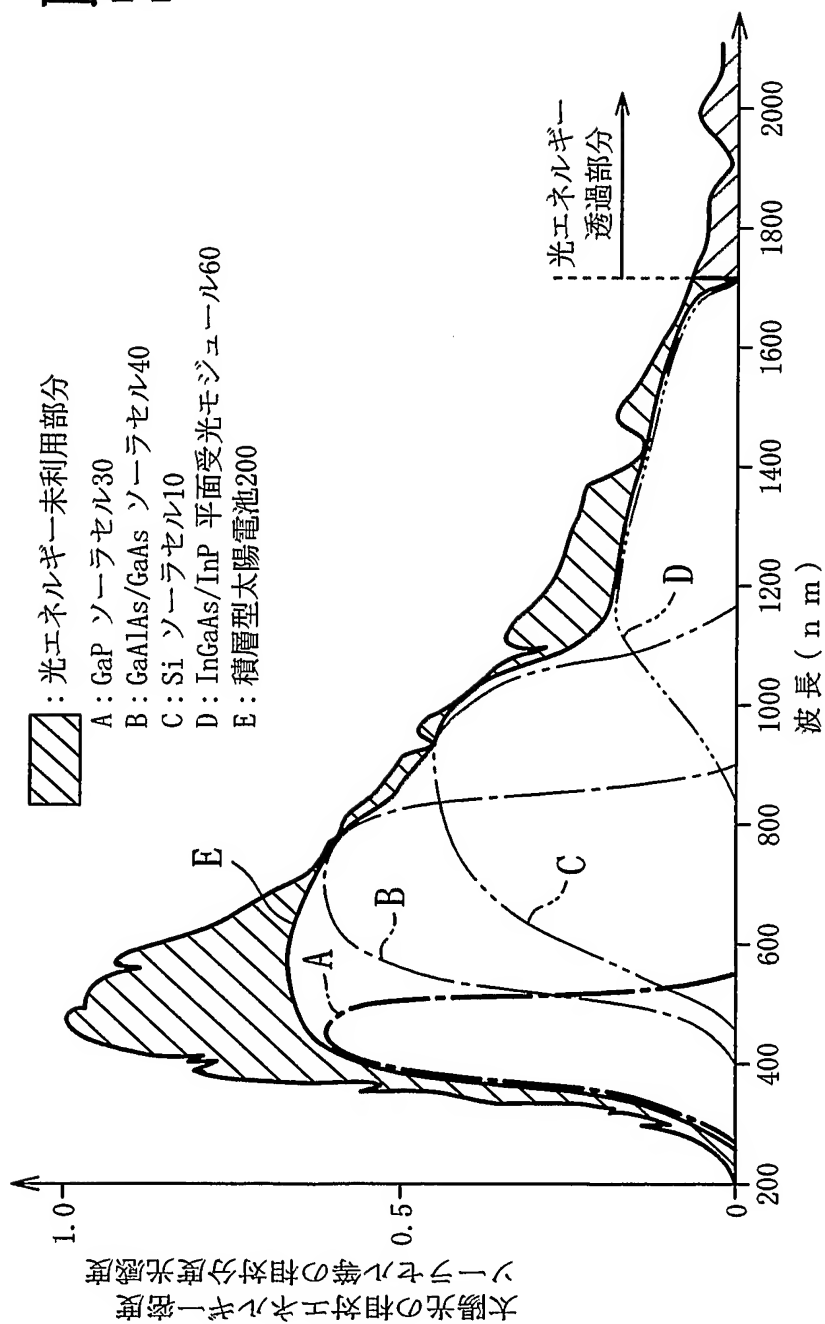 光エネルギー未利用部分
A:GaP ソーラセル30
B:GaAlAs/GaAs ソーラセル40
C:Si ソーラセル10
D:InGaAs/InP 平面受光モジュール60
E:積層型太陽電池200
太陽光の相対エネルギー密度
ソーラセル等の相対分度光感度
1.0
0.5
0
E
A
B
C
D
光エネルギー
透過部分
200
400
600
800
1000
1200
1400
1600
1800
2000
波長(nm)